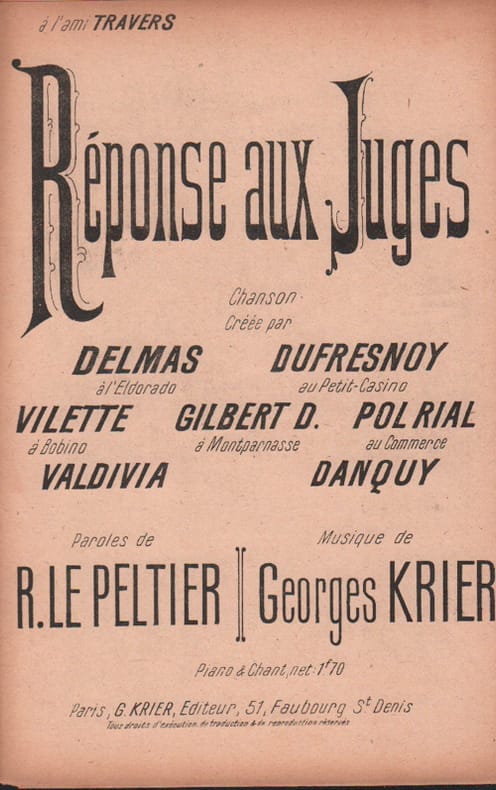 à l'ami TRAVERS
Réponse aux Juges
Chanson
Créée par
DELMAS DUFRESNOY
à l'Eldorado au Petit-Casino
VILETTE GILBERT D. POL RIAL
à Bobino à Montparnasse au Commerce
VALDIVIA DANQUY
Paroles de Musique de
R. LE PELTIER Georges KRIER
Piano & Chant, net: 1f70
Paris, G. KRIER, Editeur, 51, Faubourg St Denis
Tous droits d'exécution, de traduction & de reproduction réservés